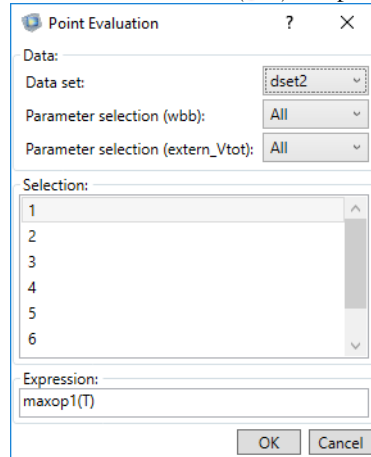 Point Evaluation ? ×
Data:
Data set: dset2
Parameter selection (wbb): All
Parameter selection (extern_Vtot): All
Selection:
1
2
3
4
5
6
Expression:
maxop1(T)
OK Cancel